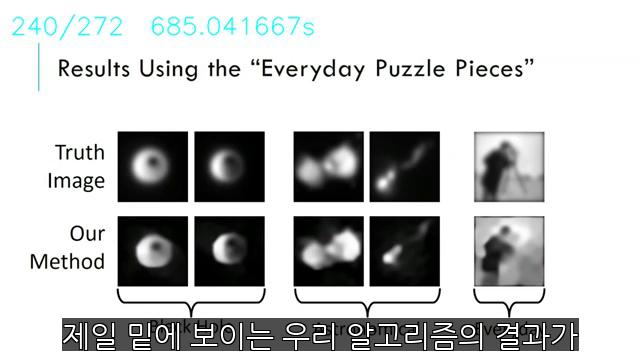 240/272 685.041667s
Results Using the “Everyday Puzzle Pieces”
Truth
Image
Our
Method
제일 밑에 보이는 우리 알고리즘의 결과가